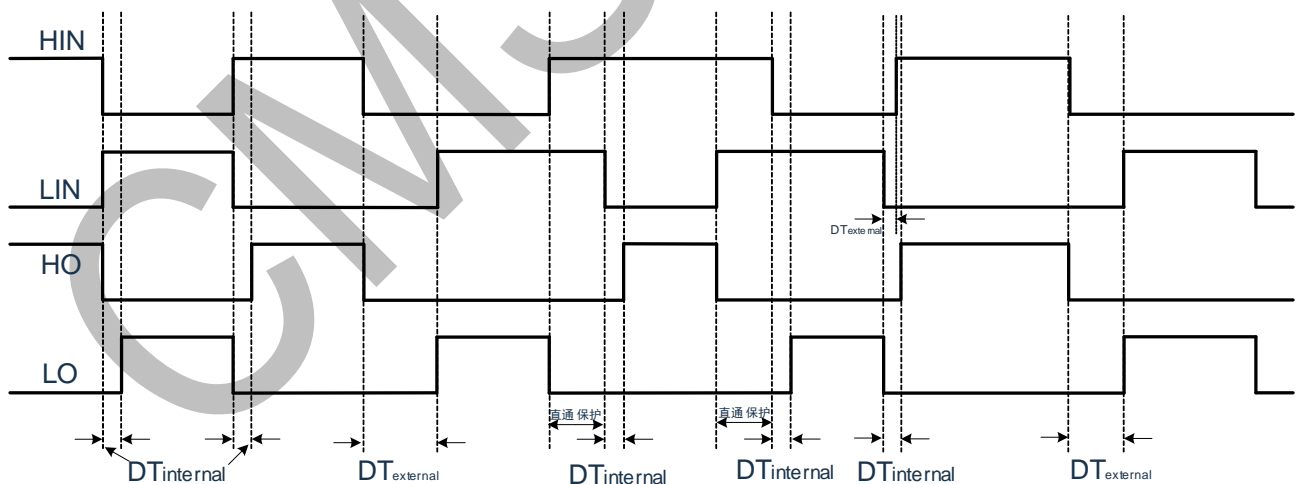 HIN
LIN
DTexternal
HO
LO
直通保护
直通保护
DTinternal
DTexternal
DTinternal
DTinternal
DTinternal
DTexternal